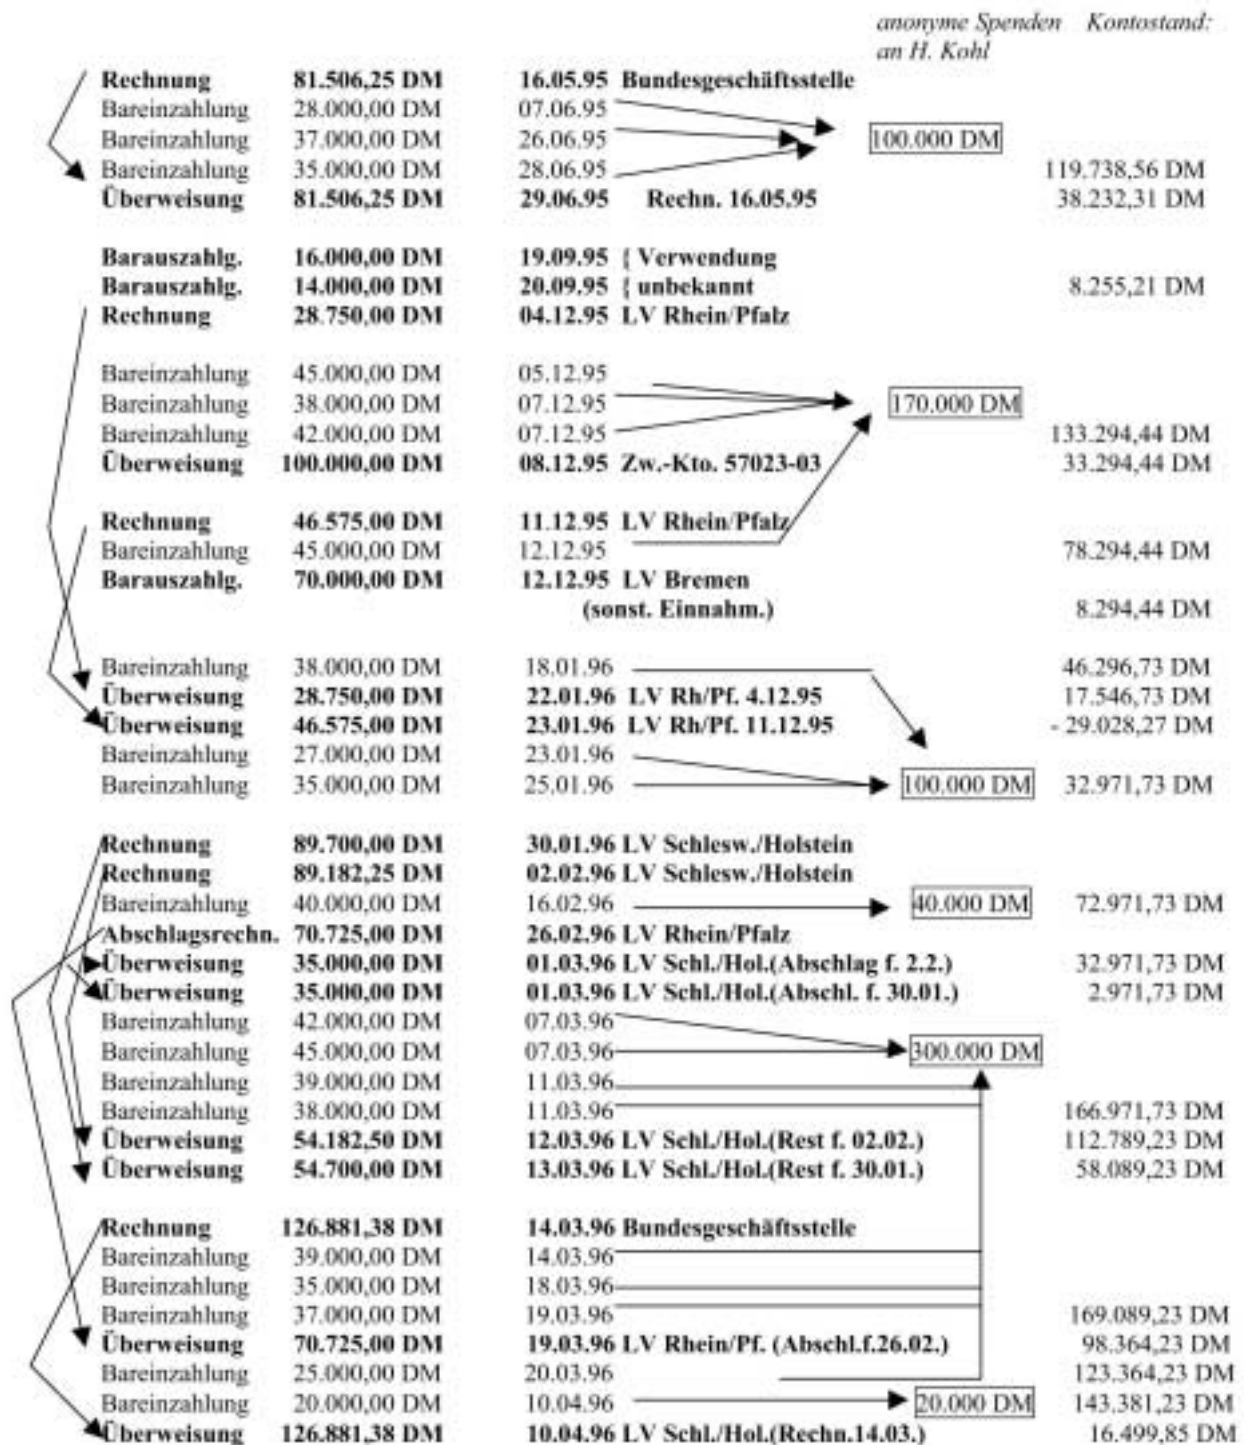 anonyme Spenden Kontostand:
an H. Kohl
Rechnung 81.506,25 DM 16.05.95 Bundesgeschäftsstelle
Bareinzahlung 28.000,00 DM 07.06.95
Bareinzahlung 37.000,00 DM 26.06.95 100.000 DM
Bareinzahlung 35.000,00 DM 28.06.95 119.738,56 DM
Überweisung 81.506,25 DM 29.06.95 Rechn. 16.05.95 38.232,31 DM
Barauszahlg. 16.000,00 DM 19.09.95 { Verwendung
Barauszahlg. 14.000,00 DM 20.09.95 { unbekannt 8.255,21 DM
Rechnung 28.750,00 DM 04.12.95 LV Rhein/Pfalz
Bareinzahlung 45.000,00 DM 05.12.95
Bareinzahlung 38.000,00 DM 07.12.95 170.000 DM
Bareinzahlung 42.000,00 DM 07.12.95 133.294,44 DM
Überweisung 100.000,00 DM 08.12.95 Zw.-Kto. 57023-03 33.294,44 DM
Rechnung 46.575,00 DM 11.12.95 LV Rhein/Pfalz
Bareinzahlung 45.000,00 DM 12.12.95 78.294,44 DM
Barauszahlg. 70.000,00 DM 12.12.95 LV Bremen
(sonst. Einnahm.) 8.294,44 DM
Bareinzahlung 38.000,00 DM 18.01.96 46.296,73 DM
Überweisung 28.750,00 DM 22.01.96 LV Rh/Pf. 4.12.95 17.546,73 DM
Überweisung 46.575,00 DM 23.01.96 LV Rh/Pf. 11.12.95 - 29.028,27 DM
Bareinzahlung 27.000,00 DM 23.01.96
Bareinzahlung 35.000,00 DM 25.01.96 100.000 DM 32.971,73 DM
Rechnung 89.700,00 DM 30.01.96 LV Schlesw./Holstein
Rechnung 89.182,25 DM 02.02.96 LV Schlesw./Holstein
Bareinzahlung 40.000,00 DM 16.02.96 40.000 DM 72.971,73 DM
Abschlagsrechn. 70.725,00 DM 26.02.96 LV Rhein/Pfalz
Überweisung 35.000,00 DM 01.03.96 LV Schl./Hol.(Abschlag f. 2.2.) 32.971,73 DM
Überweisung 35.000,00 DM 01.03.96 LV Schl./Hol.(Abschl. f. 30.01.) 2.971,73 DM
Bareinzahlung 42.000,00 DM 07.03.96
Bareinzahlung 45.000,00 DM 07.03.96 300.000 DM
Bareinzahlung 39.000,00 DM 11.03.96
Bareinzahlung 38.000,00 DM 11.03.96 166.971,73 DM
Überweisung 54.182,50 DM 12.03.96 LV Schl./Hol.(Rest f. 02.02.) 112.789,23 DM
Überweisung 54.700,00 DM 13.03.96 LV Schl./Hol.(Rest f. 30.01.) 58.089,23 DM
Rechnung 126.881,38 DM 14.03.96 Bundesgeschäftsstelle
Bareinzahlung 39.000,00 DM 14.03.96
Bareinzahlung 35.000,00 DM 18.03.96
Bareinzahlung 37.000,00 DM 19.03.96 169.089,23 DM
Überweisung 70.725,00 DM 19.03.96 LV Rhein/Pf. (Abschl.f.26.02.) 98.364,23 DM
Bareinzahlung 25.000,00 DM 20.03.96 123.364,23 DM
Bareinzahlung 20.000,00 DM 10.04.96 20.000 DM 143.381,23 DM
Überweisung 126.881,38 DM 10.04.96 LV Schl./Hol.(Rechn.14.03.) 16.499,85 DM